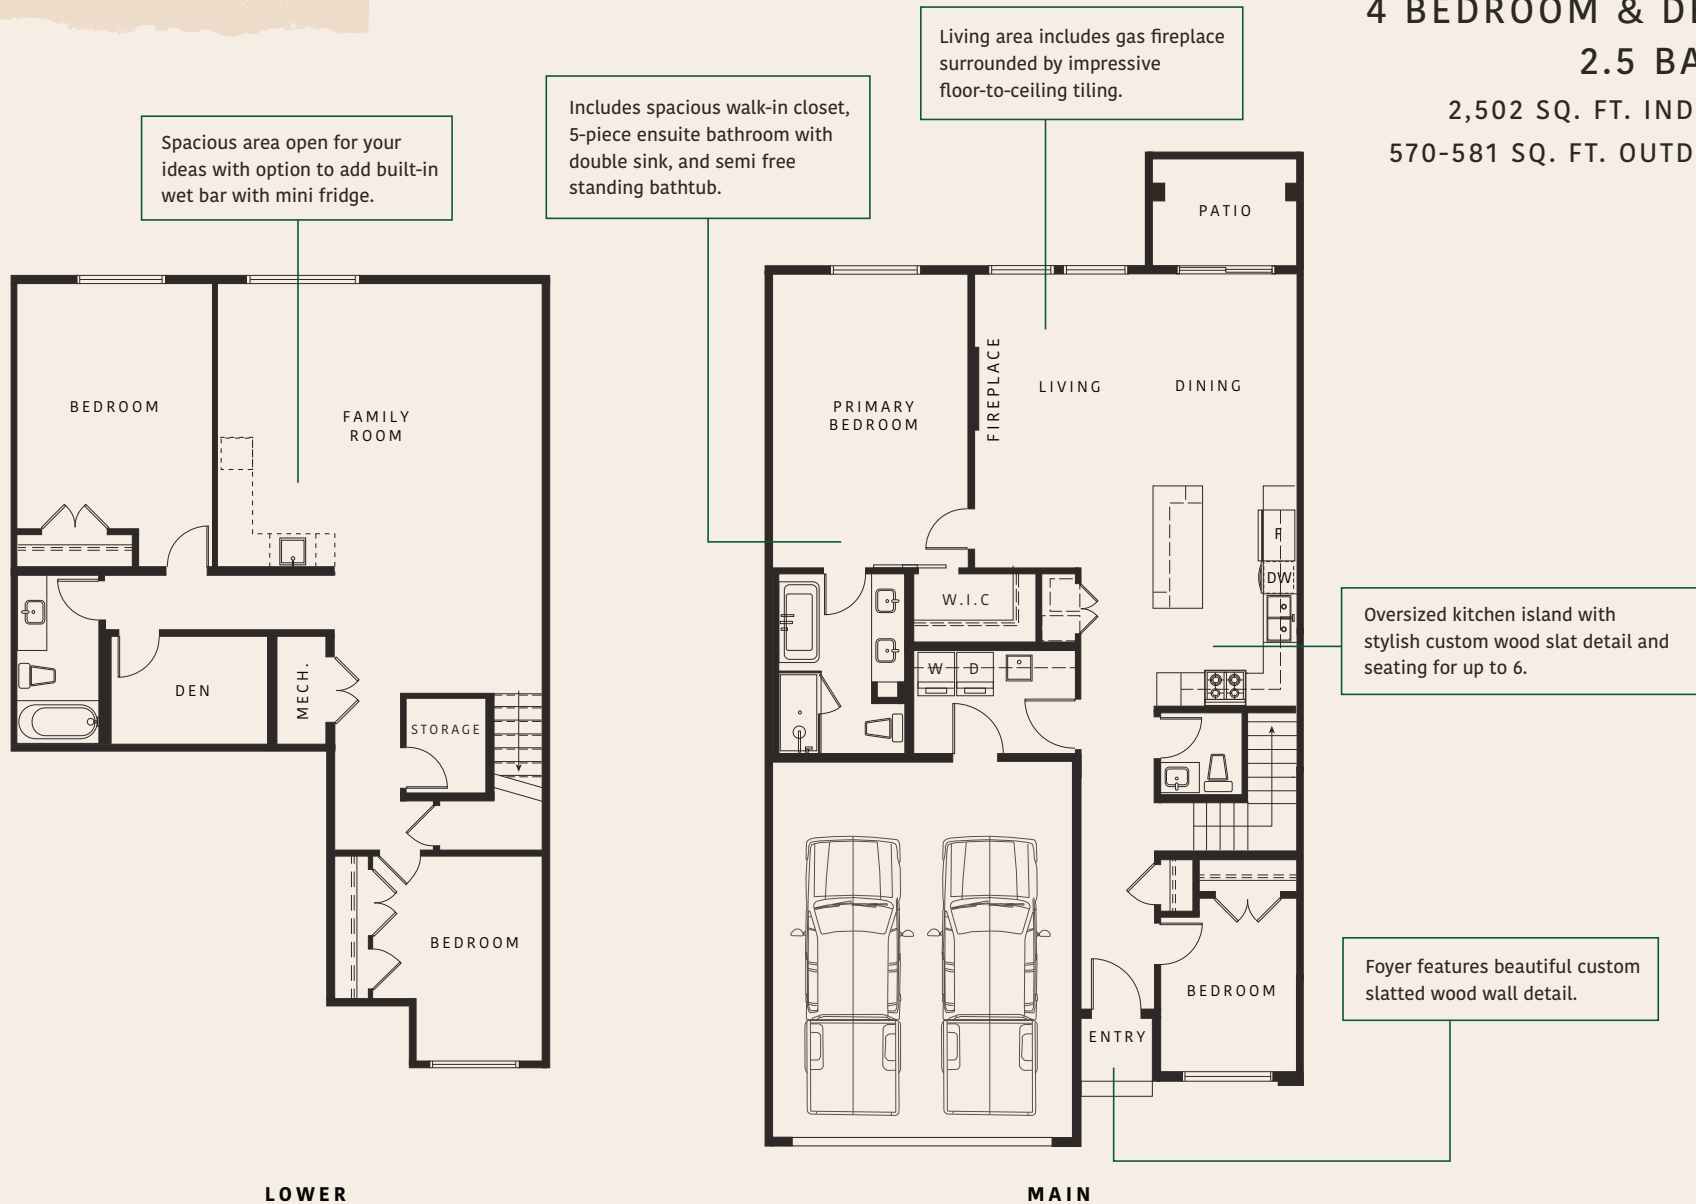 4 BEDROOM &
2.5
2,502 SQ. FT.
570-581 SQ. FT.
Living area includes gas fireplace
surrounded by impressive
floor-to-ceiling tiling.
Includes spacious walk-in closet,
5-piece ensuite bathroom with
double sink, and semi free
standing bathtub.
Spacious area open for your
ideas with option to add built-in
wet bar with mini fridge.
BEDROOM
FAMILY
ROOM
DEN
MECH.
STORAGE
BEDROOM
LOWER
PATIO
FIREPLACE
LIVING
DINING
PRIMARY
BEDROOM
F
DW
W.I.C
W
D
Oversized kitchen island with
stylish custom wood slat detail and
seating for up to 6.
BEDROOM
ENTRY
Foyer features beautiful custom
slatted wood wall detail.
MAIN